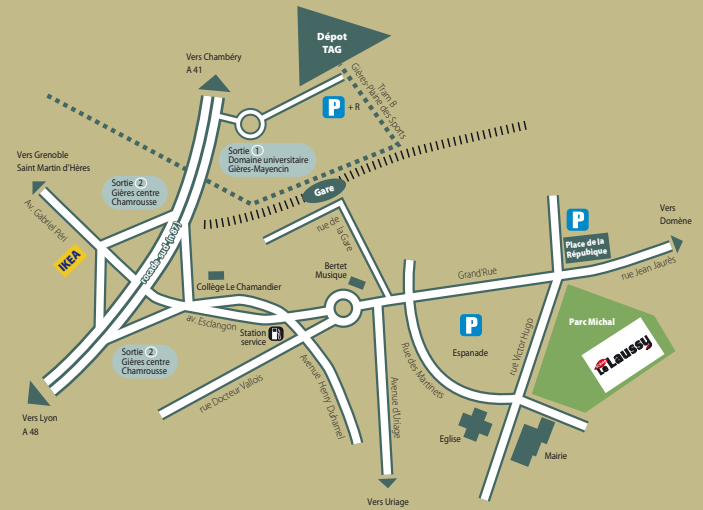 Dépot
TAG
Vers Chambéry
A 41
Tram B
Gières-Plaine des Sports
P + R
Sortie 1
Domaine universitaire
Gières-Mayencin
Vers Grenoble
Saint Martin d'Hères
Sortie 2
Gières centre
Chamrousse
Gare
Av. Gabriel Péri
IKEA
rocade sud (n87)
rue de
la Gare
P
Vers
Domène
Place de la
Répubique
rue Jean Jaurès
Grand'Rue
Bertet
Musique
Collège Le Chamandier
av. Esclangon
Station
service
P
Espanade
Parc Michal
La Laussy
rue Victor Hugo
Sortie 2
Gières centre
Chamrousse
rue Docteur Vallois
Avenue Henry Duhamel
Avenue d'Uriage
Rue des Martinets
Vers Lyon
A 48
Eglise
Mairie
Vers Uriage